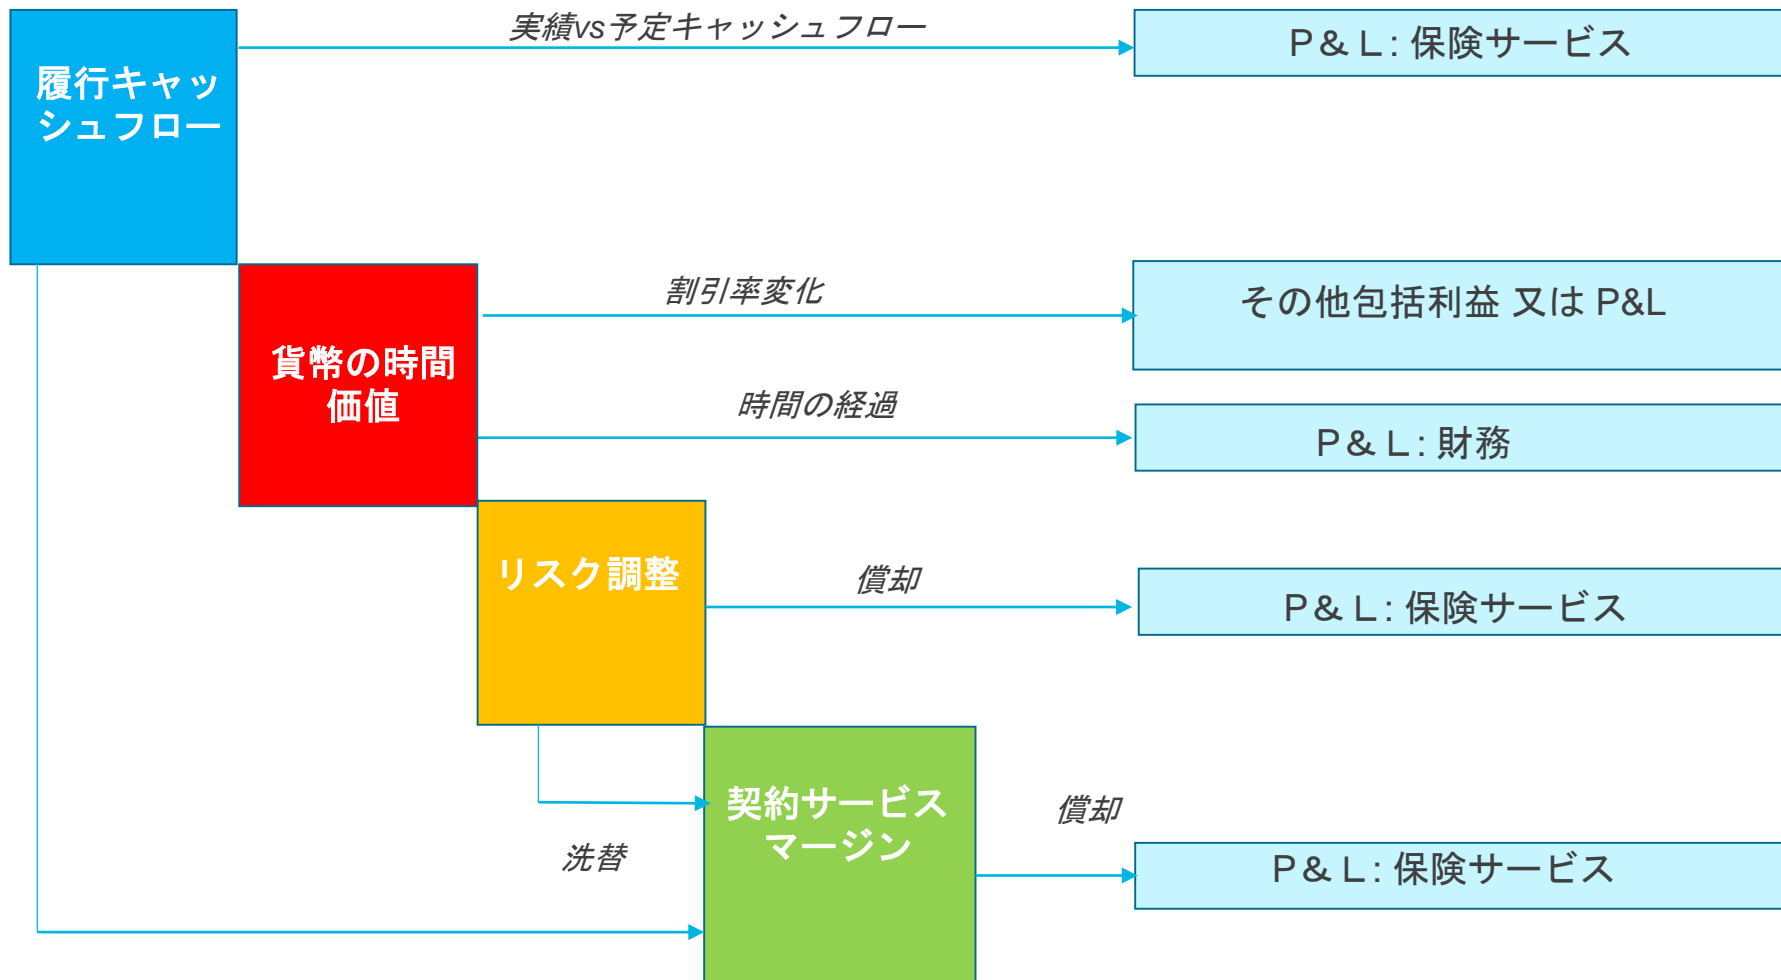 実績vs予定キャッシュフロー
P & L : 保険サービス
履行キャッ
シュフロー
割引率変化
その他包括利益 又は P&L
貨幣の時間
価値
時間の経過
P & L : 財務
リスク調整
償却
P & L : 保険サービス
契約サービス
マージン
償却
洗替
P & L : 保険サービス